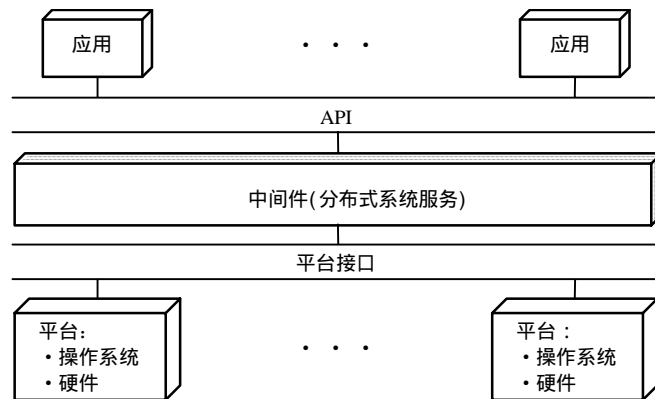 应用
· · ·
应用
API
中间件(分布式系统服务)
平台接口
平台：
・操作系统
・硬件
· · ·
平台：
・操作系统
・硬件